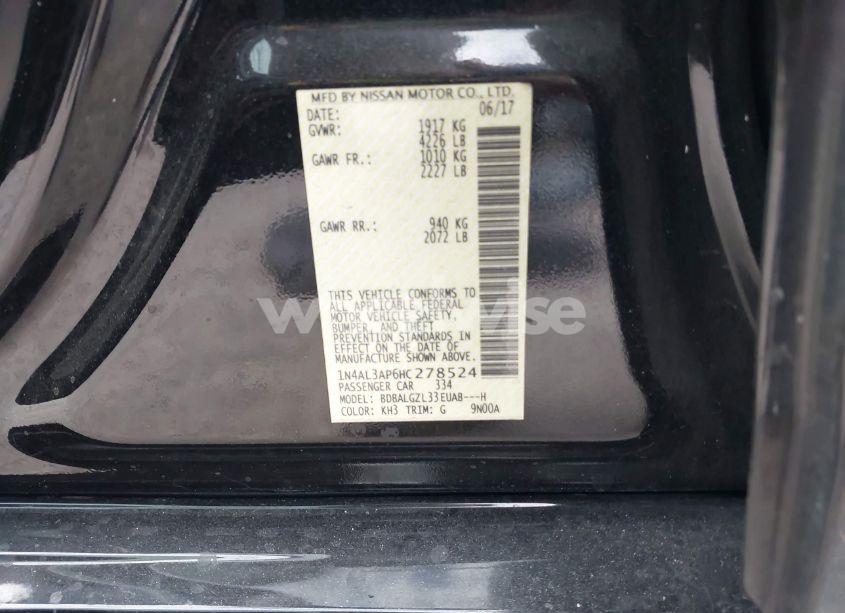 MFD BY NISSAN MOTOR CO., LTD.
DATE: 06/17
GVWR: 1917 KG
4226 LB
GAWR FR.: 1010 KG
2227 LB
GAWR RR.: 940 KG
2072 LB
THIS VEHICLE CONFORMS TO
ALL APPLICABLE FEDERAL
MOTOR VEHICLE SAFETY,
BUMPER, AND THEFT
PREVENTION STANDARDS IN
EFFECT ON THE DATE OF
MANUFACTURE SHOWN ABOVE.
1N4AL3AP6HC278524
PASSENGER CAR 334
MODEL: BDBALGZL33EUAB---H
COLOR: KH3 TRIM: G 9N00A